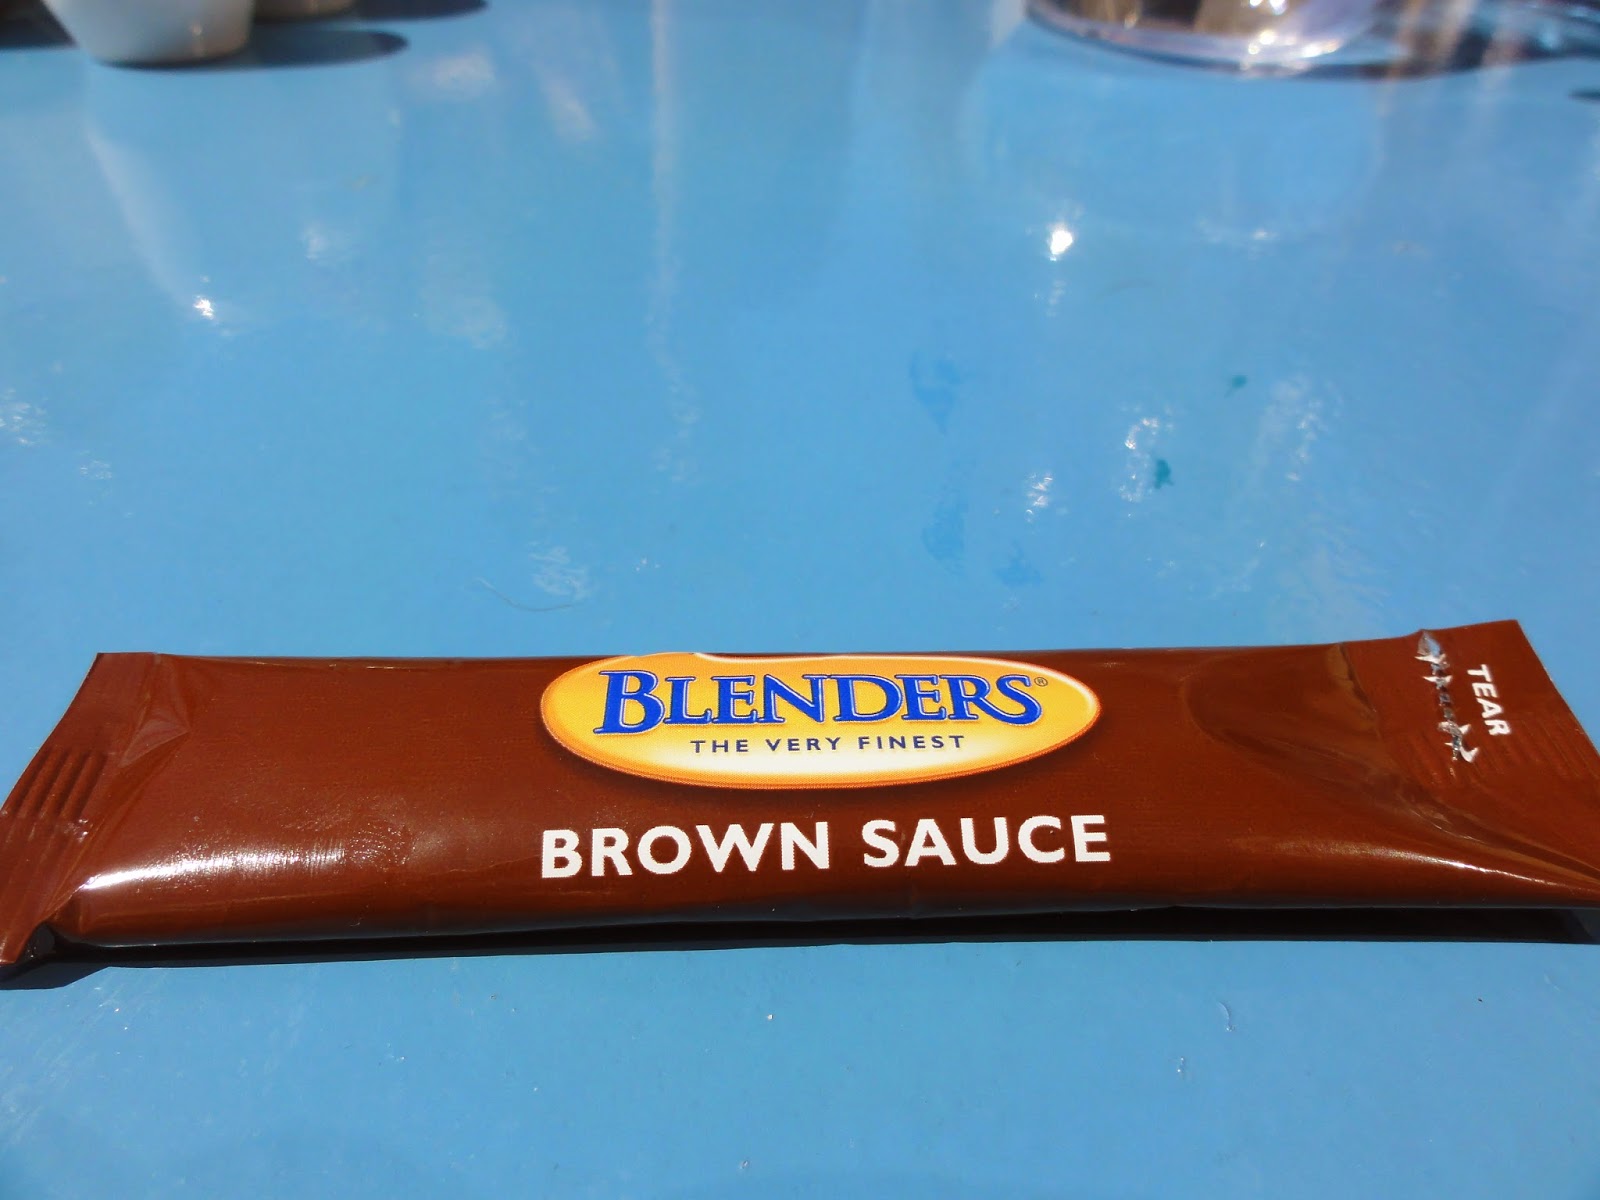 BLENDERS®
THE VERY FINEST
BROWN SAUCE
TEAR